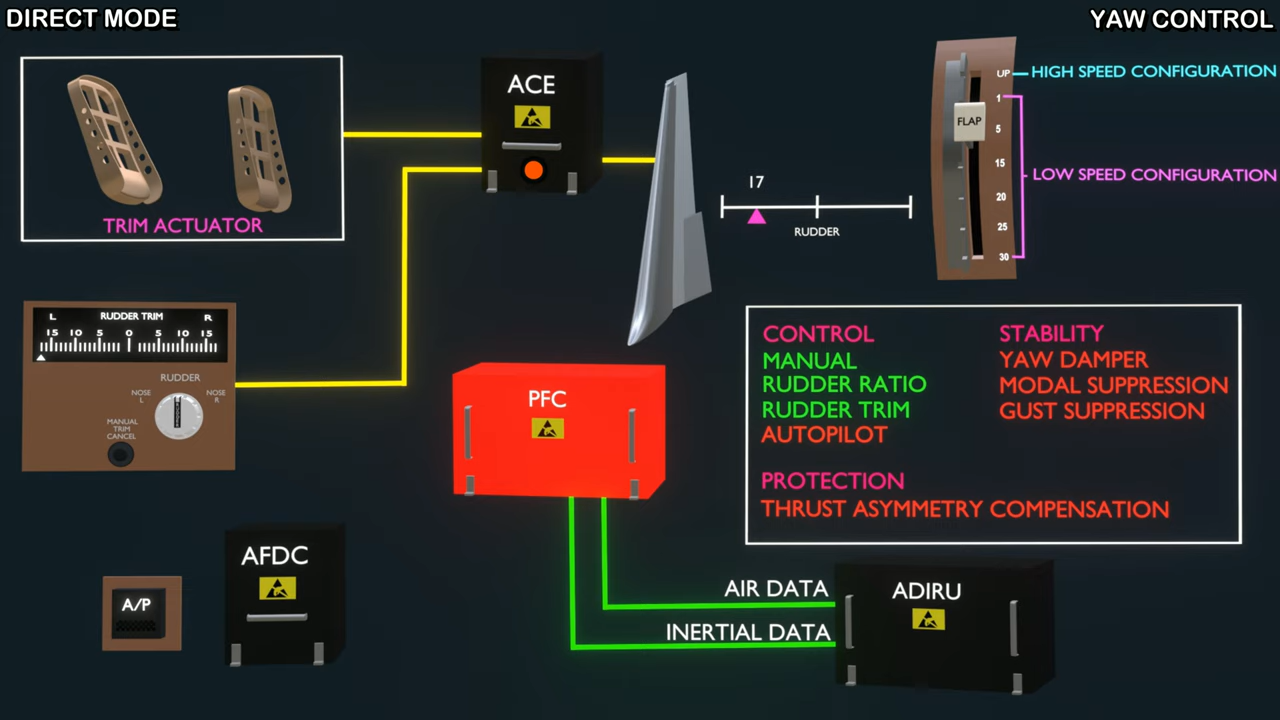 DIRECT MODE
YAW CONTROL
ACE
TRIM ACTUATOR
17
RUDDER
UP
1
FLAP
5
15
20
25
30
HIGH SPEED CONFIGURATION
LOW SPEED CONFIGURATION
L RUDDER TRIM R
15 10 5 0 5 10 15
RUDDER
NOSE L
NOSE R
MANUAL
TRIM
CANCEL
PFC
CONTROL
MANUAL
RUDDER RATIO
RUDDER TRIM
AUTOPILOT
STABILITY
YAW DAMPER
MODAL SUPPRESSION
GUST SUPPRESSION
PROTECTION
THRUST ASYMMETRY COMPENSATION
A/P
AFDC
AIR DATA
INERTIAL DATA
ADIRU